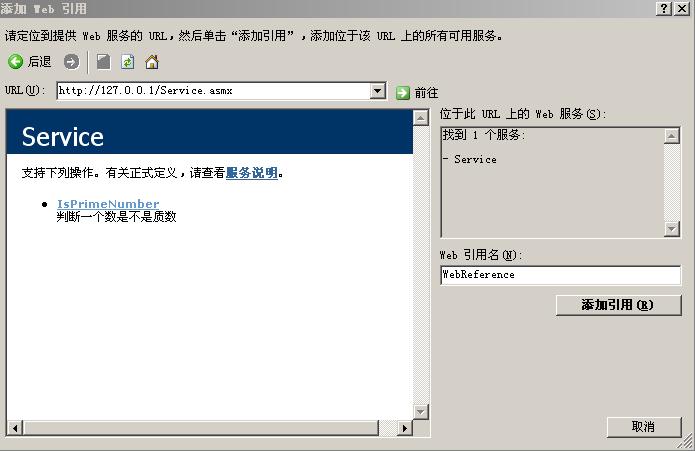 添加 Web 引用
请定位到提供 Web 服务的 URL，然后单击“添加引用”，添加位于该 URL 上的所有可用服务。
后退
URL(U): http://127.0.0.1/Service.asmx 前往
Service
支持下列操作。有关正式定义，请查看服务说明。
IsPrimeNumber
判断一个数是不是质数
位于此 URL 上的 Web 服务(S):
找到 1 个服务:
- Service
Web 引用名(N):
WebReference
添加引用(R)
取消